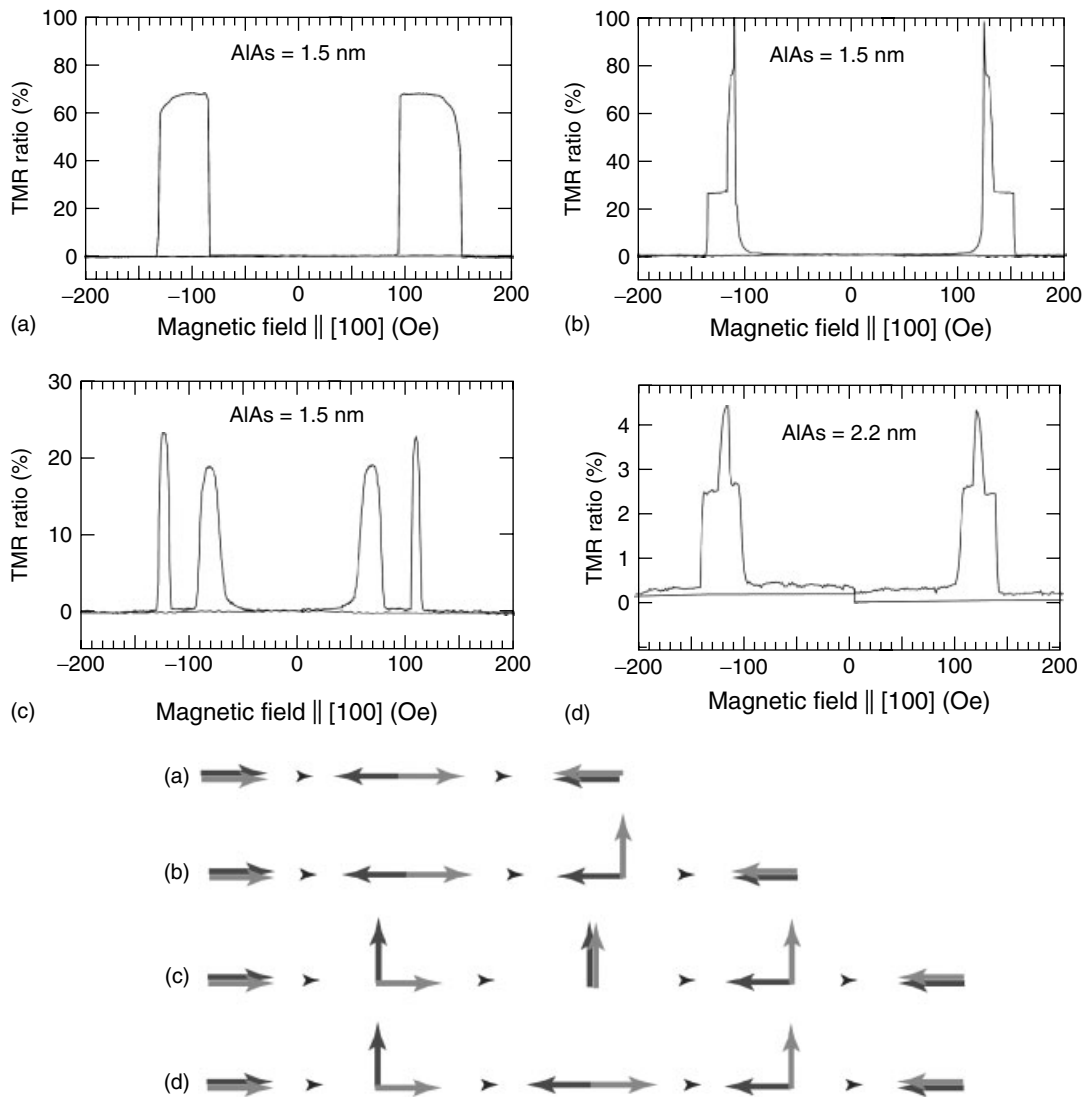 100
80
60
40
20
0
TMR ratio (%)
AlAs = 1.5 nm
−200 −100 0 100 200
(a) Magnetic field || [100] (Oe)
100
80
60
40
20
0
TMR ratio (%)
AlAs = 1.5 nm
−200 −100 0 100 200
(b) Magnetic field || [100] (Oe)
30
20
10
0
TMR ratio (%)
AlAs = 1.5 nm
−200 −100 0 100 200
(c) Magnetic field || [100] (Oe)
4
3
2
1
0
TMR ratio (%)
AlAs = 2.2 nm
−200 −100 0 100 200
(d) Magnetic field || [100] (Oe)
(a)
(b)
(c)
(d)